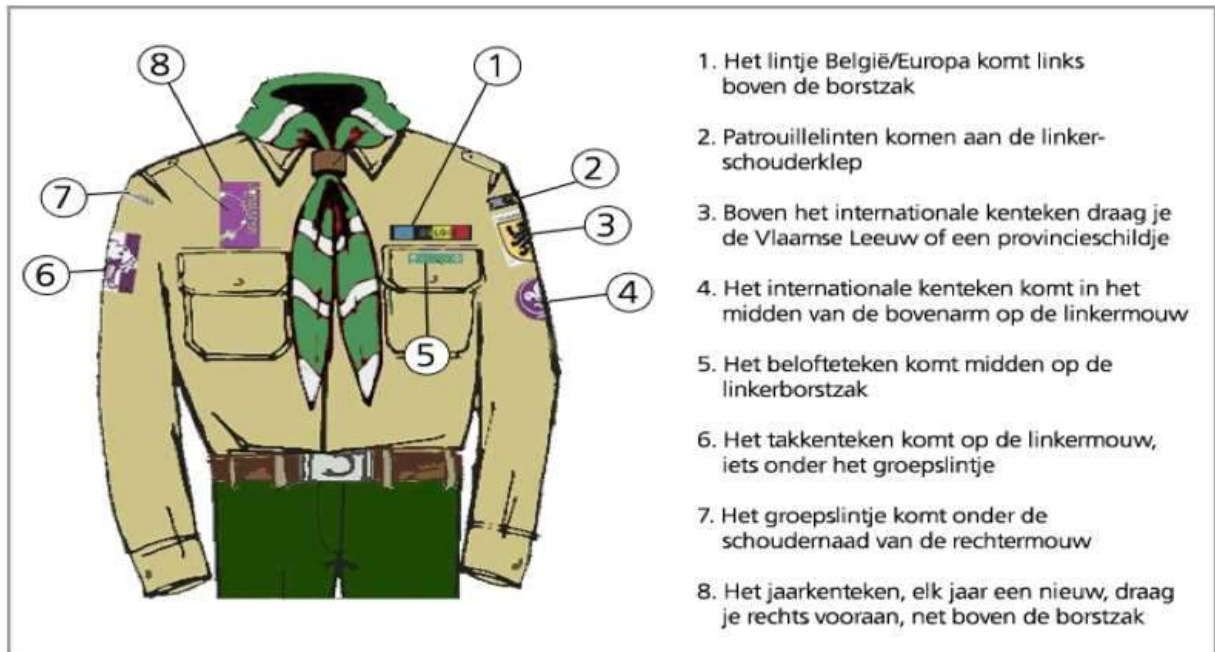 8
1
7
2
3
6
4
5
1. Het lintje België/Europa komt links
boven de borstzak
2. Patrouillelinten komen aan de linker-
schouderklep
3. Boven het internationale kenteken draag je
de Vlaamse Leeuw of een provincieschildje
4. Het internationale kenteken komt in het
midden van de bovenarm op de linkermouw
5. Het belofteteken komt midden op de
linkerborstzak
6. Het takkenteken komt op de linkermouw,
iets onder het groepslintje
7. Het groepslintje komt onder de
schoudernaad van de rechtermouw
8. Het jaarkenteken, elk jaar een nieuw, draag
je rechts vooraan, net boven de borstzak